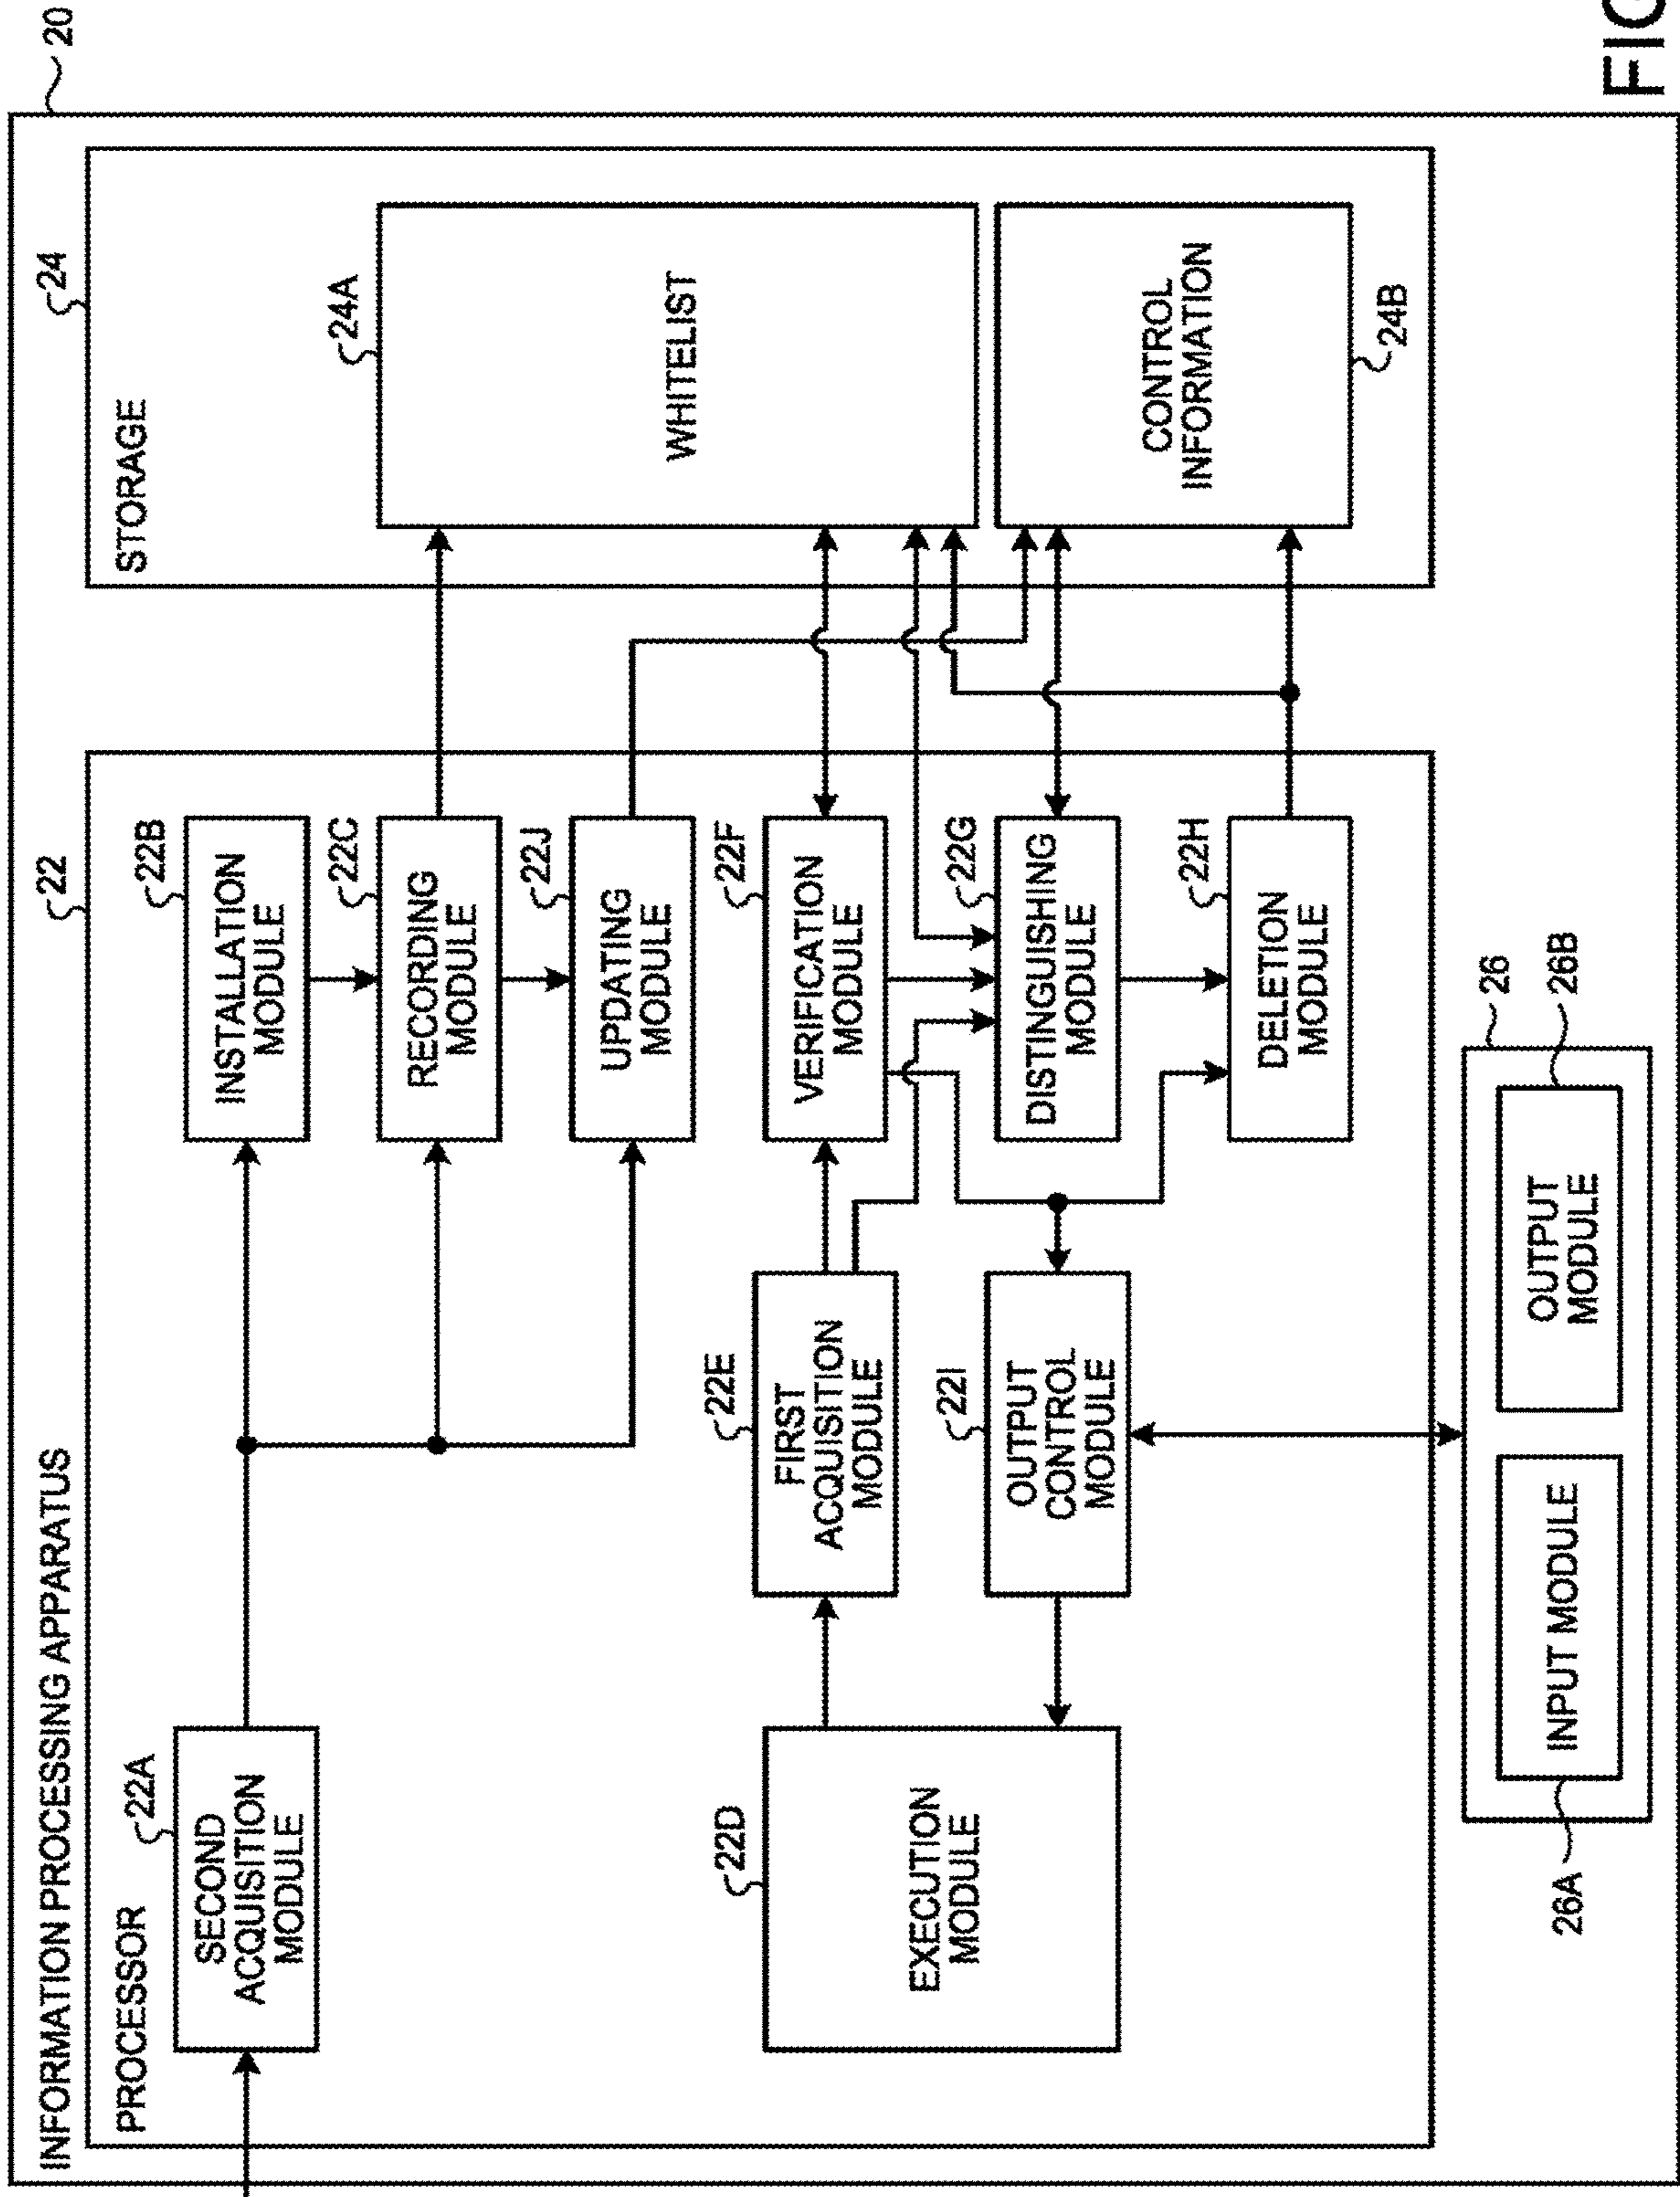 INFORMATION PROCESSING APPARATUS
20
PROCESSOR
22
STORAGE
24
22A
SECOND
ACQUISITION
MODULE
22B
INSTALLATION
MODULE
22C
RECORDING
MODULE
22J
UPDATING
MODULE
24A
WHITELIST
22D
EXECUTION
MODULE
22E
FIRST
ACQUISITION
MODULE
22F
VERIFICATION
MODULE
22I
OUTPUT
CONTROL
MODULE
22G
DISTINGUISHING
MODULE
22H
DELETION
MODULE
CONTROL
INFORMATION
24B
26
26A
INPUT MODULE
OUTPUT
MODULE
26B
FIG